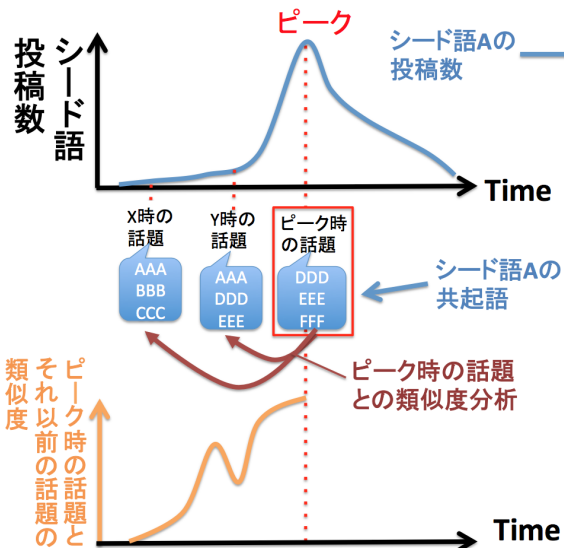 ピーク
シード語Aの
投稿数
シード語
投稿数
Time
X時の
話題
AAA
BBB
CCC
Y時の
話題
AAA
DDD
EEE
ピーク時
の話題
DDD
EEE
FFF
シード語Aの
共起語
ピーク時の話題
との類似度分析
ピーク時の話題と
それ以前の話題の
類似度
Time